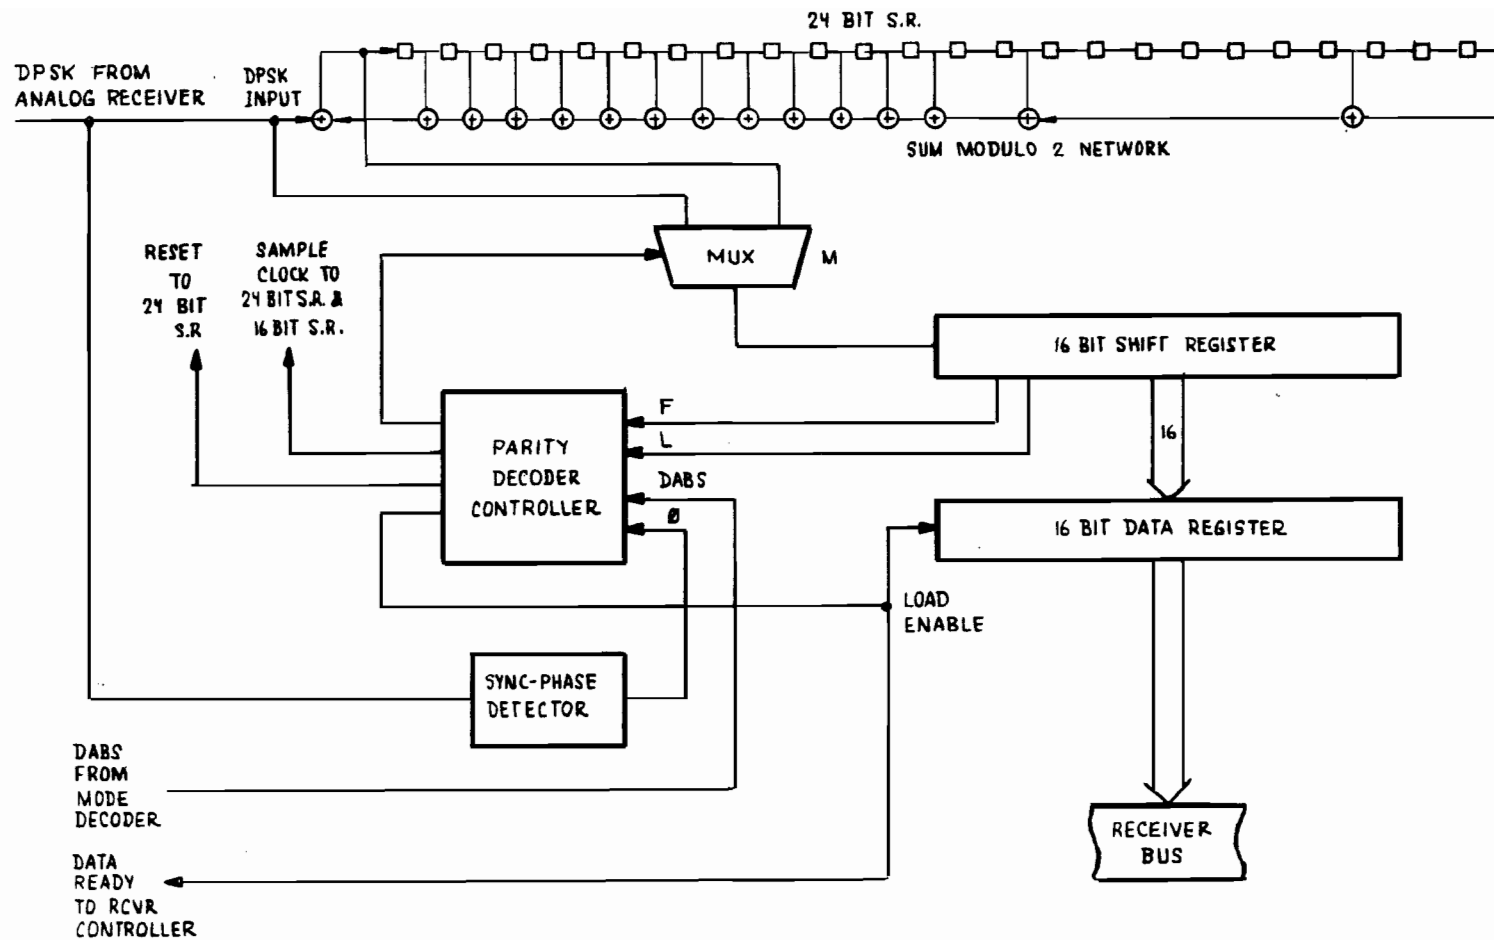 24 BIT S.R.
DPSK FROM
ANALOG RECEIVER
DPSK
INPUT
SUM MODULO 2 NETWORK
RESET
TO
24 BIT
S.R
SAMPLE
CLOCK TO
24 BIT S.R. &
16 BIT S.R.
MUX
M
16 BIT SHIFT REGISTER
PARITY
DECODER
CONTROLLER
F
L
DABS
Ø
16
16 BIT DATA REGISTER
LOAD
ENABLE
SYNC-PHASE
DETECTOR
DABS
FROM
MODE
DECODER
RECEIVER
BUS
DATA
READY
TO RCVR
CONTROLLER